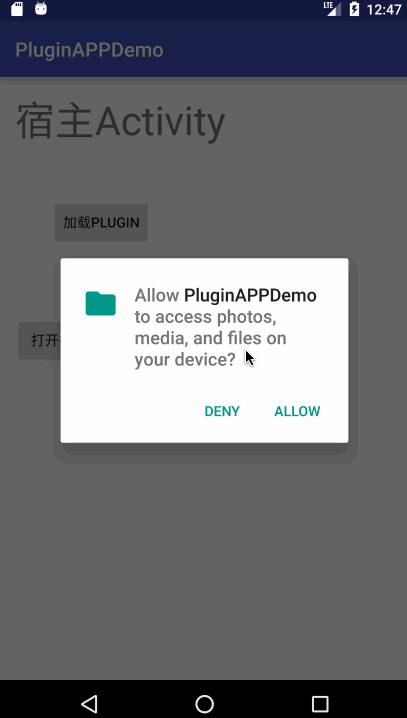 LTE 12:47
PluginAPPDemo
宿主Activity
加载PLUGIN
打开
Allow PluginAPPDemo
to access photos,
media, and files on
your device?
DENY ALLOW